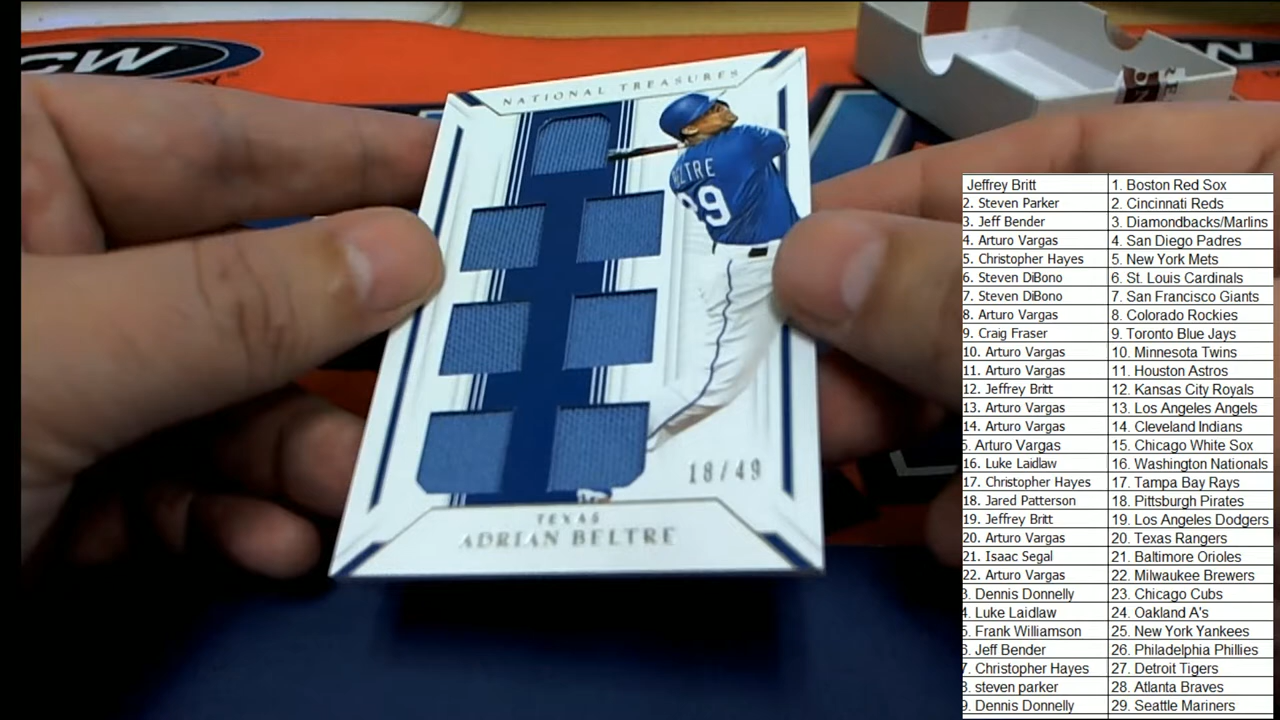 CW
NATIONAL TREASURES
29
18/49
TEXAS
ADRIAN BELTRE
Jeffrey Britt 1. Boston Red Sox
2. Steven Parker 2. Cincinnati Reds
3. Jeff Bender 3. Diamondbacks/Marlins
4. Arturo Vargas 4. San Diego Padres
5. Christopher Hayes 5. New York Mets
6. Steven DiBono 6. St. Louis Cardinals
7. Steven DiBono 7. San Francisco Giants
8. Arturo Vargas 8. Colorado Rockies
9. Craig Fraser 9. Toronto Blue Jays
10. Arturo Vargas 10. Minnesota Twins
11. Arturo Vargas 11. Houston Astros
12. Jeffrey Britt 12. Kansas City Royals
13. Arturo Vargas 13. Los Angeles Angels
14. Arturo Vargas 14. Cleveland Indians
5. Arturo Vargas 15. Chicago White Sox
16. Luke Laidlaw 16. Washington Nationals
17. Christopher Hayes 17. Tampa Bay Rays
18. Jared Patterson 18. Pittsburgh Pirates
19. Jeffrey Britt 19. Los Angeles Dodgers
20. Arturo Vargas 20. Texas Rangers
21. Isaac Segal 21. Baltimore Orioles
22. Arturo Vargas 22. Milwaukee Brewers
3. Dennis Donnelly 23. Chicago Cubs
4. Luke Laidlaw 24. Oakland A's
5. Frank Williamson 25. New York Yankees
6. Jeff Bender 26. Philadelphia Phillies
7. Christopher Hayes 27. Detroit Tigers
8. steven parker 28. Atlanta Braves
9. Dennis Donnelly 29. Seattle Mariners